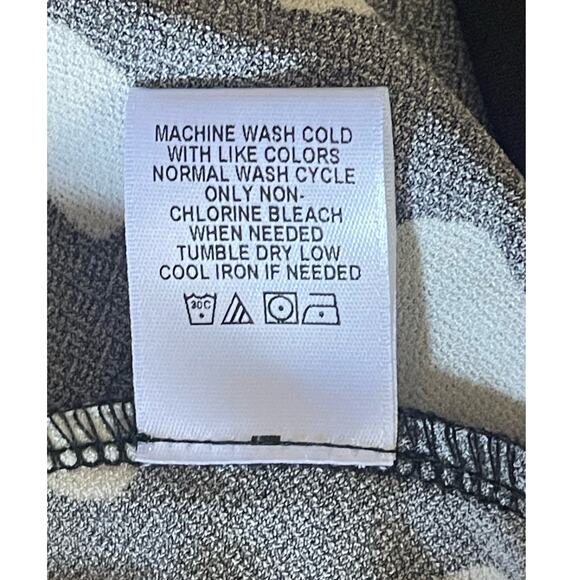 MACHINE WASH COLD
WITH LIKE COLORS
NORMAL WASH CYCLE
ONLY NON-
CHLORINE BLEACH
WHEN NEEDED
TUMBLE DRY LOW
COOL IRON IF NEEDED
30C